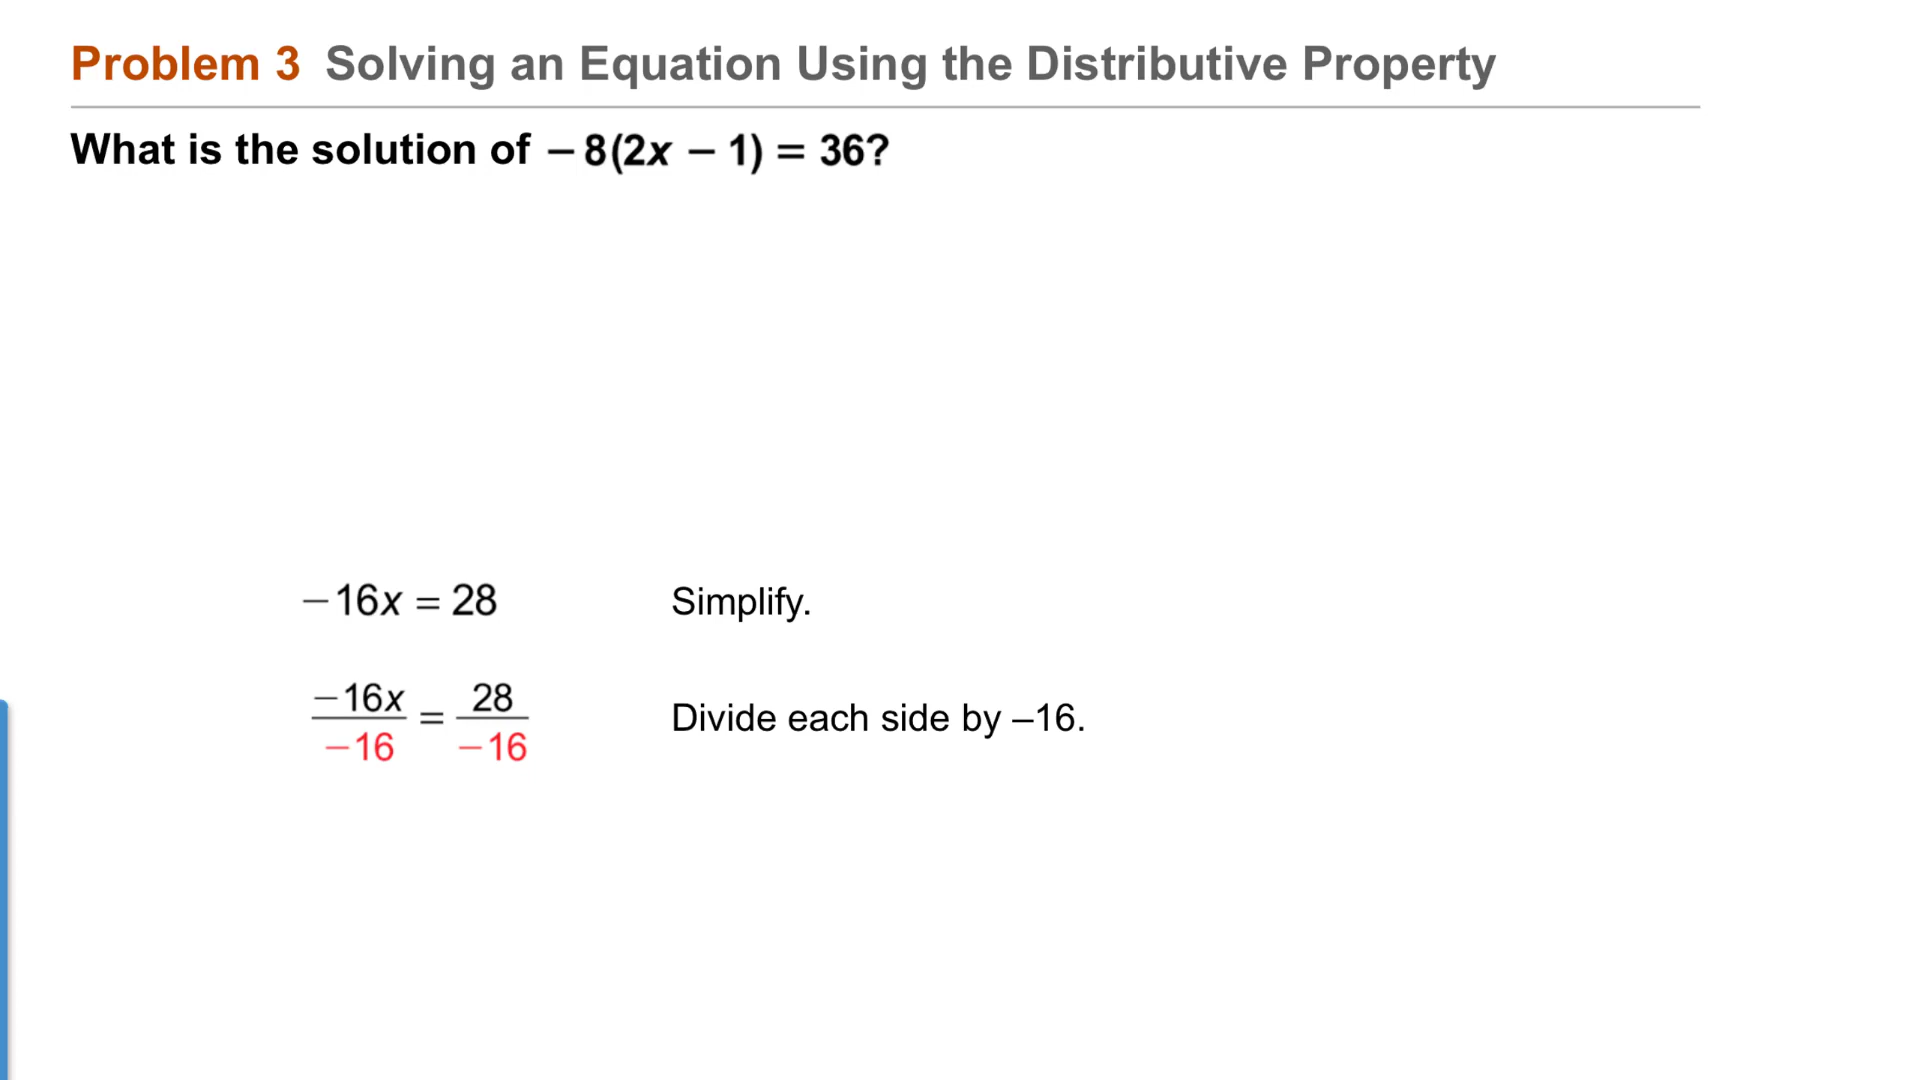 Problem 3 Solving an Equation Using the Distributive Property
What is the solution of −8(2x − 1) = 36?
−16x = 28 Simplify.
−16x/−16 = 28/−16 Divide each side by –16.